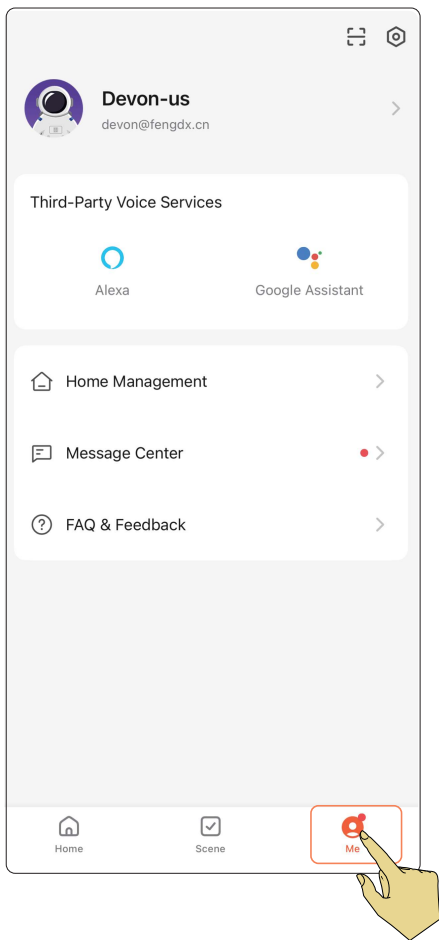 Devon-us
devon@fengdx.cn
Third-Party Voice Services
Alexa
Google Assistant
Home Management
Message Center
FAQ & Feedback
Home
Scene
Me